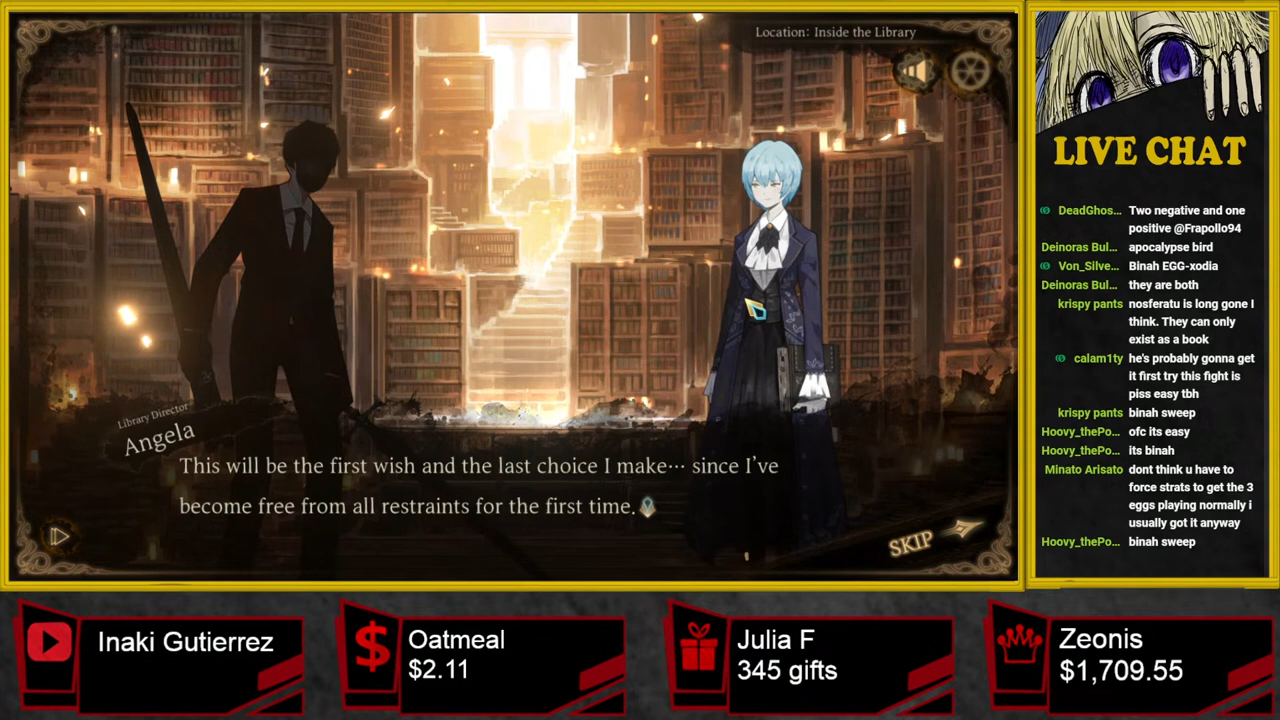 Location: Inside the Library
Library Director
Angela
This will be the first wish and the last choice I make··· since I've
become free from all restraints for the first time.
SKIP
LIVE CHAT
DeadGhos... Two negative and one
positive @Frapollo94
Deinoras Bul... apocalypse bird
Von_Silve... Binah EGG-xodia
Deinoras Bul... they are both
krispy pants nosferatu is long gone I
think. They can only
exist as a book
calam1ty he's probably gonna get
it first try this fight is
piss easy tbh
krispy pants binah sweep
Hoovy_thePo... ofc its easy
Hoovy_thePo... its binah
Minato Arisato dont think u have to
force strats to get the 3
eggs playing normally i
usually got it anyway
Hoovy_thePo... binah sweep
Inaki Gutierrez
$
Oatmeal
$2.11
Julia F
345 gifts
Zeonis
$1,709.55